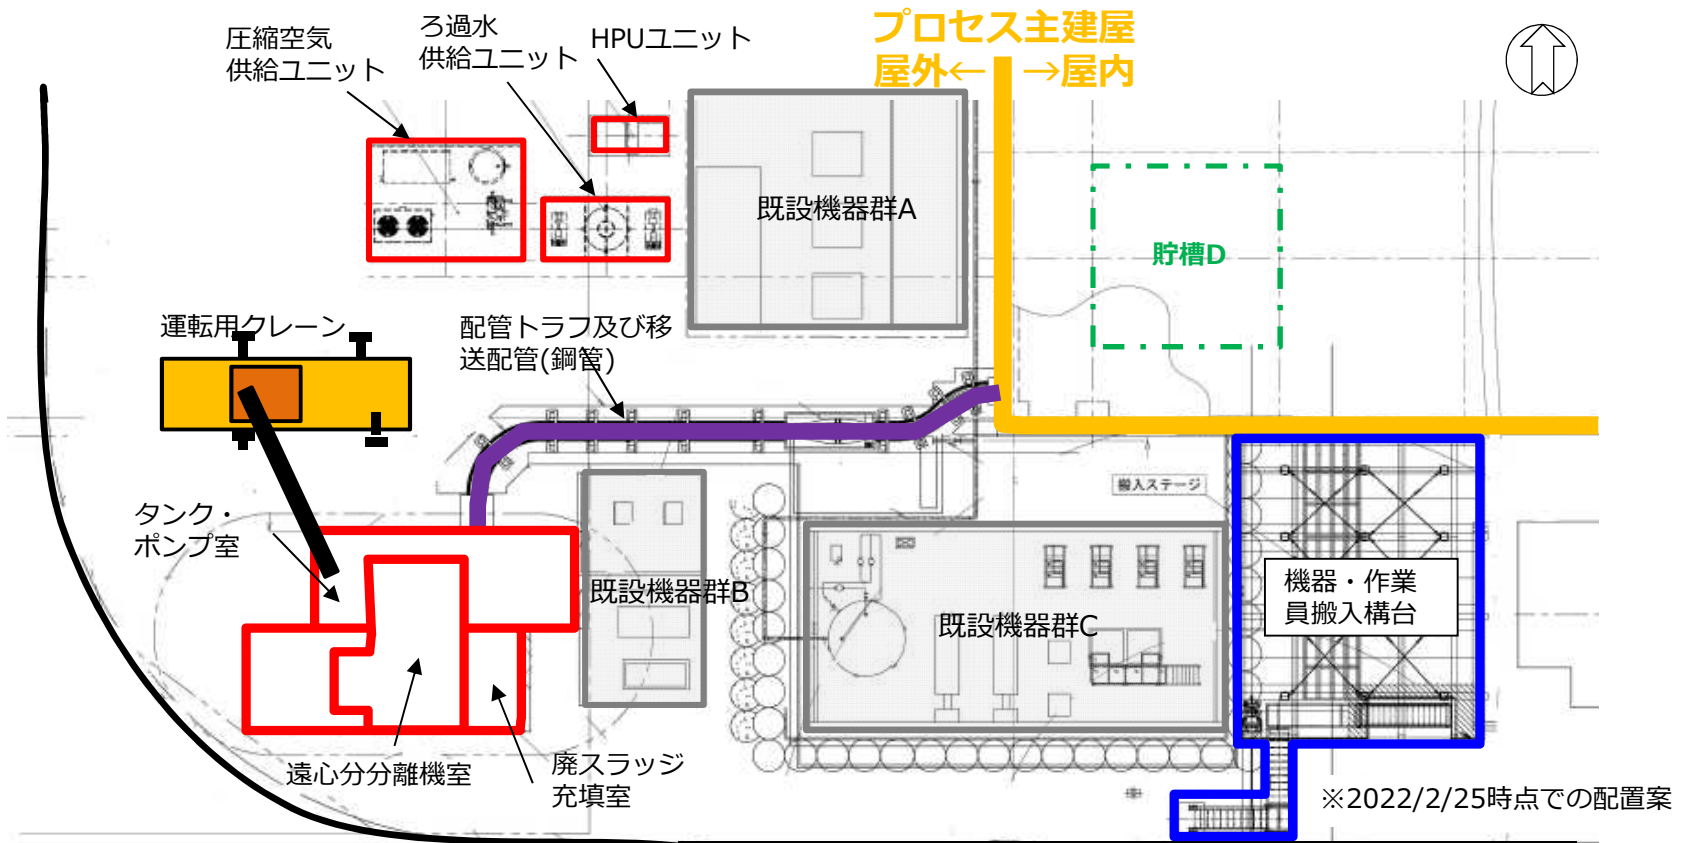 圧縮空気
供給ユニット
ろ過水
供給ユニット
HPUユニット
プロセス主建屋
屋外←
→屋内
既設機器群A
貯槽D
運転用クレーン
配管トラフ及び移
送配管(鋼管)
搬入ステージ
タンク・
ポンプ室
既設機器群B
既設機器群C
機器・作業
員搬入構台
遠心分分離機室
廃スラッジ
充填室
※2022/2/25時点での配置案